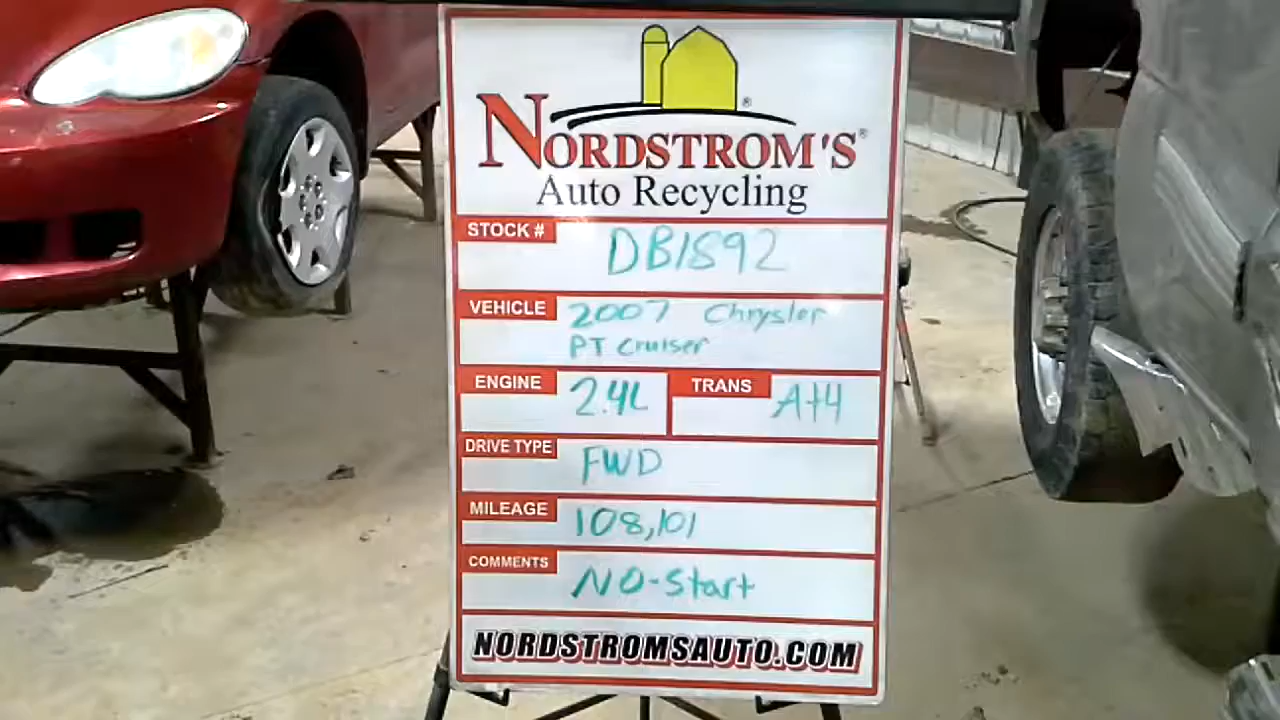 NORDSTROM'S®
Auto Recycling
STOCK # DB1892
VEHICLE 2007 Chrysler
PT Cruiser
ENGINE 2.4L TRANS A+4
DRIVE TYPE FWD
MILEAGE 108,101
COMMENTS NO-Start
NORDSTROMSAUTO.COM